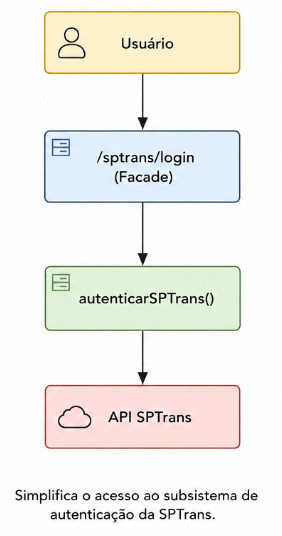 Usuário
/sptrans/login
(Facade)
autenticarSPTrans()
API SPTrans
Simplifica o acesso ao subsistema de
autenticação da SPTrans.